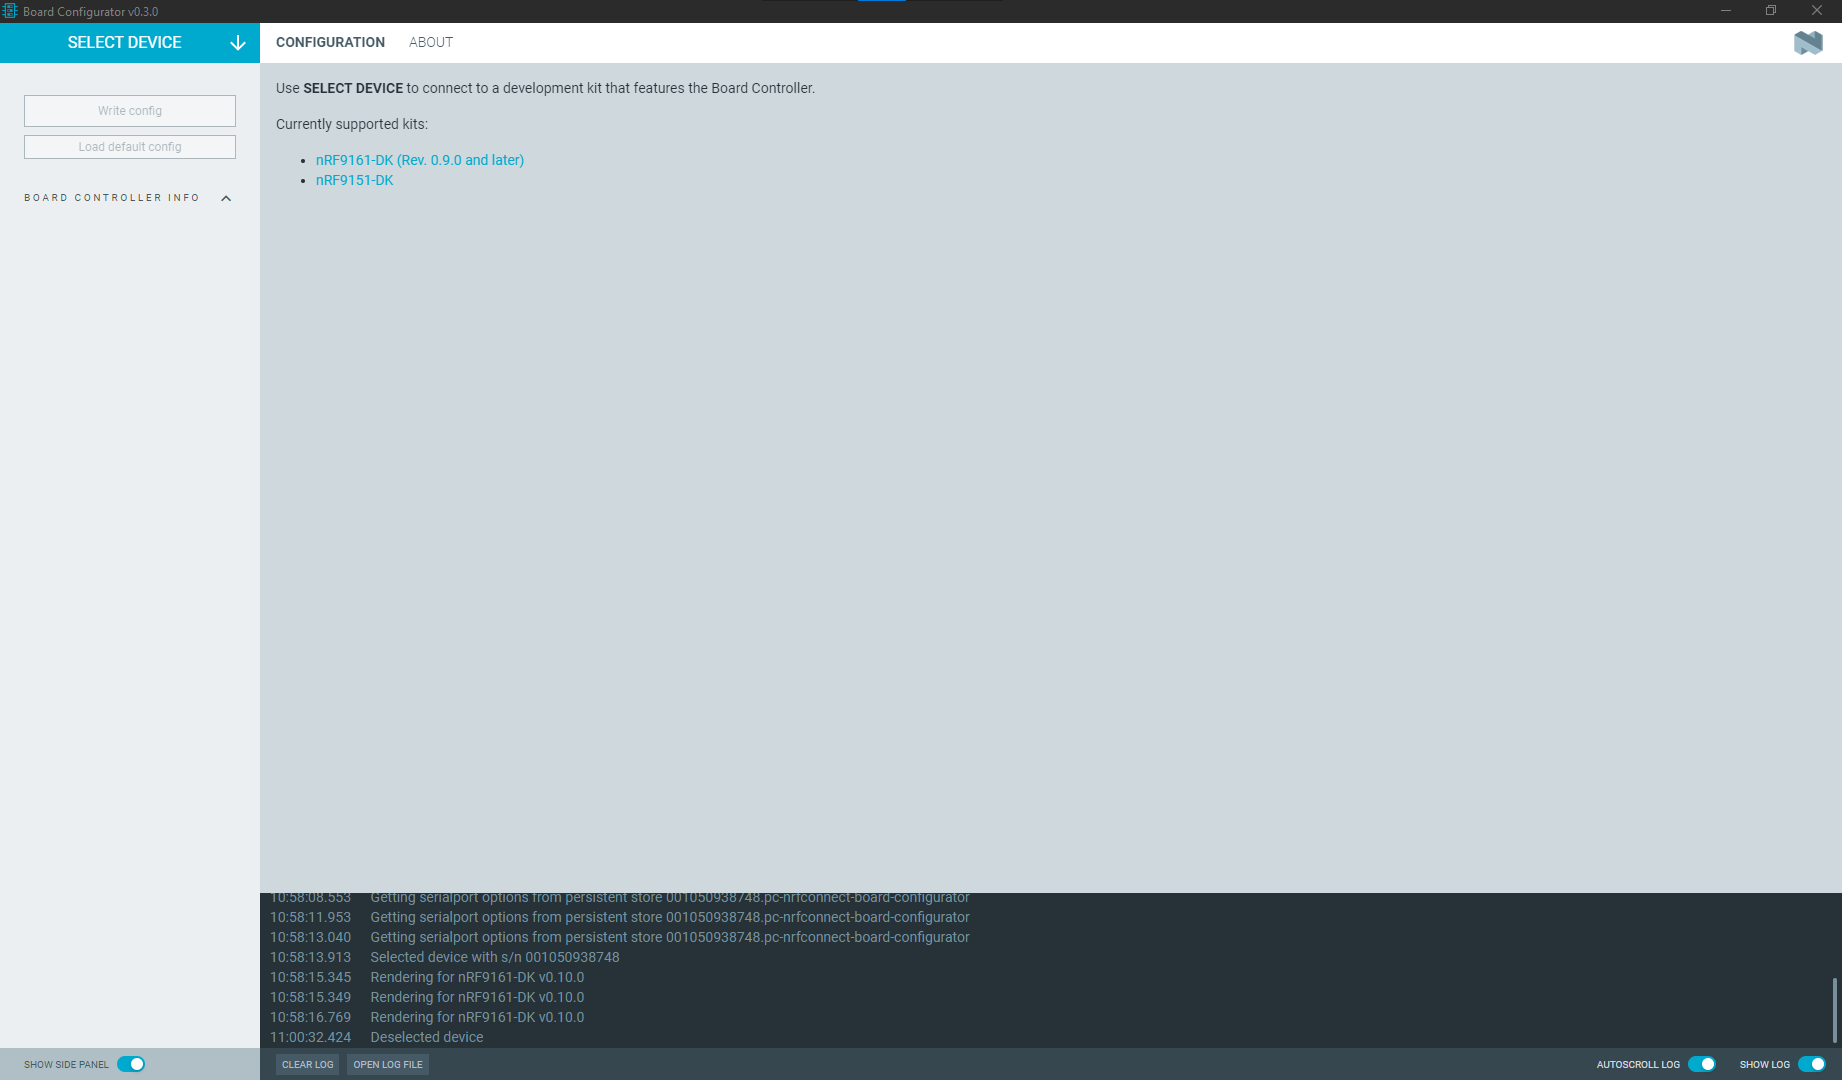 Board Configurator v0.3.0
SELECT DEVICE
CONFIGURATION ABOUT
Write config
Load default config
BOARD CONTROLLER INFO
Use SELECT DEVICE to connect to a development kit that features the Board Controller.
Currently supported kits:
nRF9161-DK (Rev. 0.9.0 and later)
nRF9151-DK
10:58:08.553 Getting serialport options from persistent store 001050938748.pc-nrfconnect-board-configurator
10:58:11.953 Getting serialport options from persistent store 001050938748.pc-nrfconnect-board-configurator
10:58:13.040 Getting serialport options from persistent store 001050938748.pc-nrfconnect-board-configurator
10:58:13.913 Selected device with s/n 001050938748
10:58:15.345 Rendering for nRF9161-DK v0.10.0
10:58:15.349 Rendering for nRF9161-DK v0.10.0
10:58:16.769 Rendering for nRF9161-DK v0.10.0
11:00:32.424 Deselected device
SHOW SIDE PANEL
CLEAR LOG OPEN LOG FILE
AUTOSCROLL LOG SHOW LOG